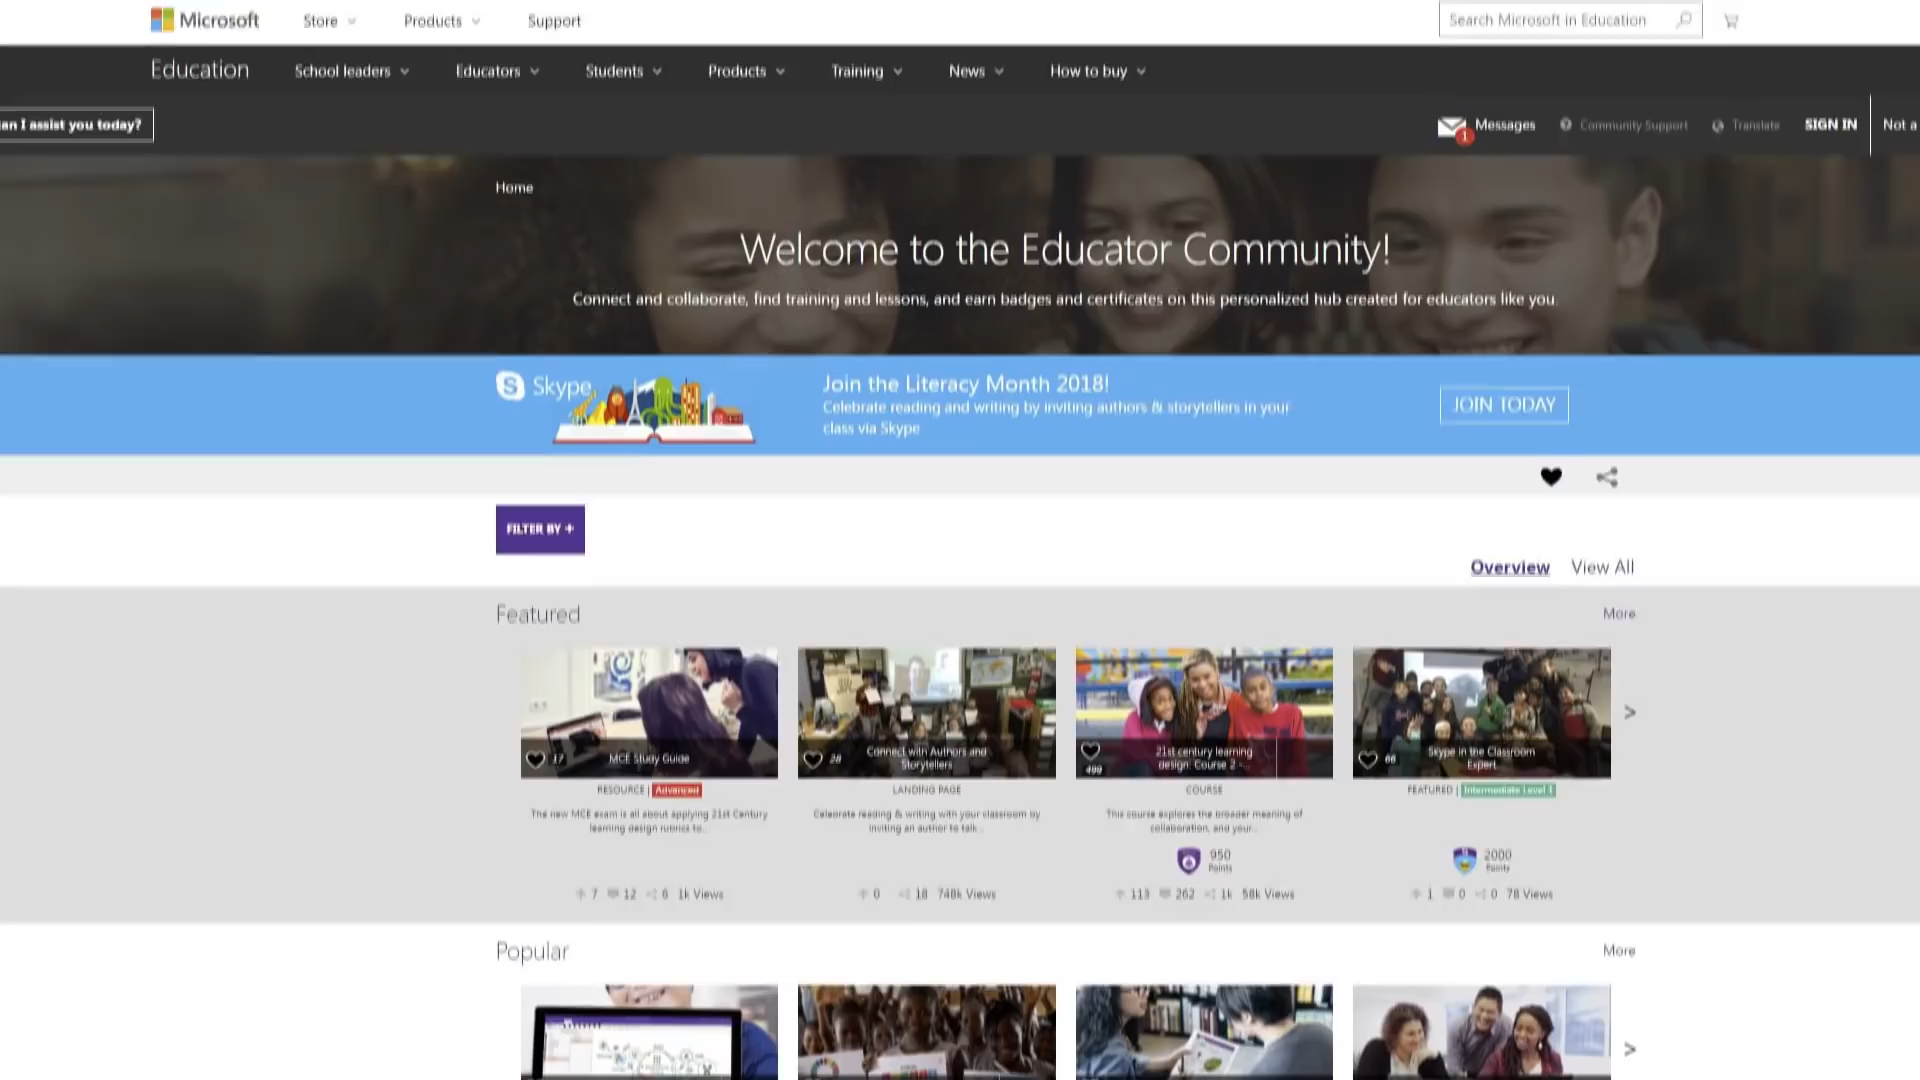 Microsoft Store Products Support Search Microsoft in Education
Education School leaders Educators Students Products Training News How to buy
an I assist you today? 1 Messages Community Support Translate SIGN IN Not a
Home
Welcome to the Educator Community!
Connect and collaborate, find training and lessons, and earn badges and certificates on this personalized hub created for educators like you.
Skype
Join the Literacy Month 2018!
Celebrate reading and writing by inviting authors & storytellers in your
class via Skype
JOIN TODAY
FILTER BY +
Overview View All
Featured More
17 MCE Study Guide
RESOURCE | Advanced
The new MCE exam is all about applying 21st Century
learning design rubrics to...
7 12 6 1k Views
28 Connect with Authors and
Storytellers
LANDING PAGE
Celebrate reading & writing with your classroom by
inviting an author to talk...
0 18 748k Views
499 21st century learning
design: Course 2 -...
COURSE
This course explores the broader meaning of
collaboration, and your...
950
Points
113 262 1k 58k Views
66 Skype in the Classroom
Expert
FEATURED | Intermediate Level 1
2000
Points
1 0 0 78 Views
>
Popular More
>